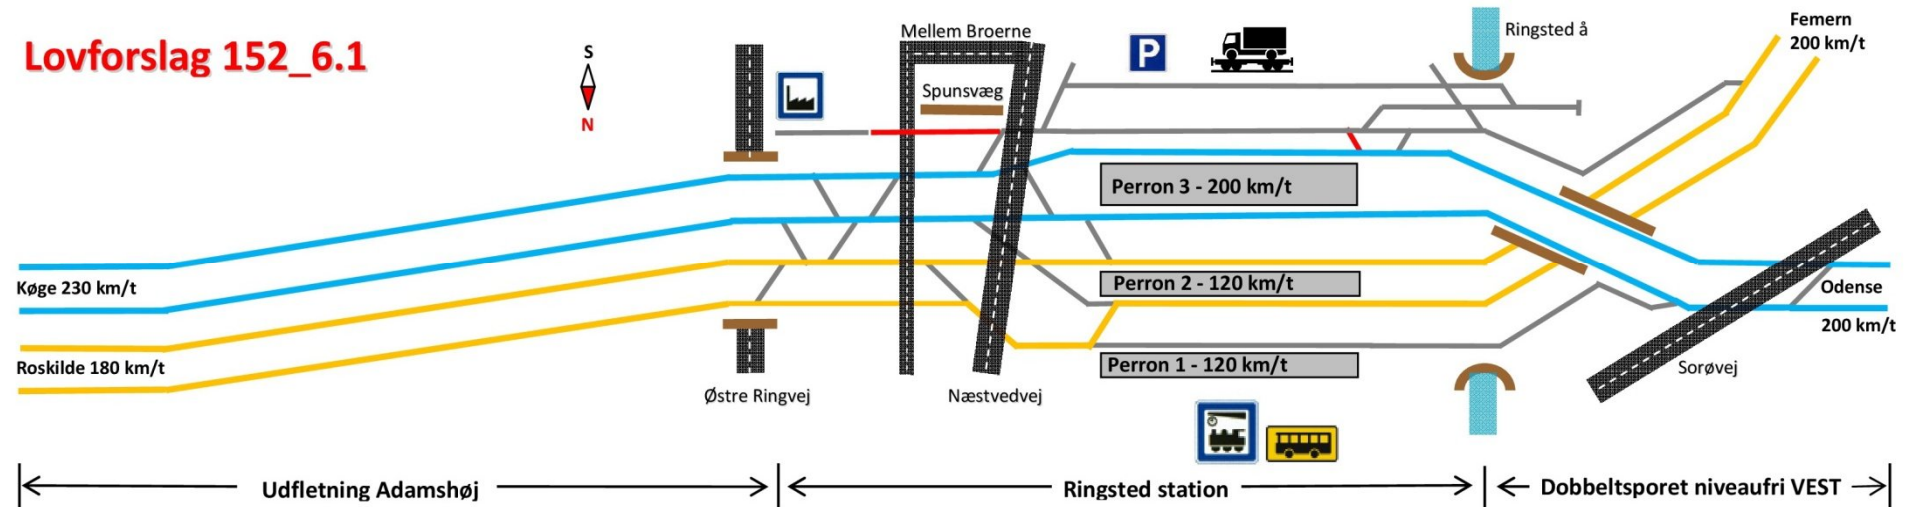 Lovforslag 152_6.1
S
N
Mellem Broerne
Spunsvæg
P
Ringsted å
Femern
200 km/t
Perron 3 - 200 km/t
Køge 230 km/t
Perron 2 - 120 km/t
Odense
200 km/t
Roskilde 180 km/t
Perron 1 - 120 km/t
Sorøvej
Østre Ringvej
Næstvedvej
Udfletning Adamshøj
Ringsted station
Dobbeltsporet niveaufri VEST